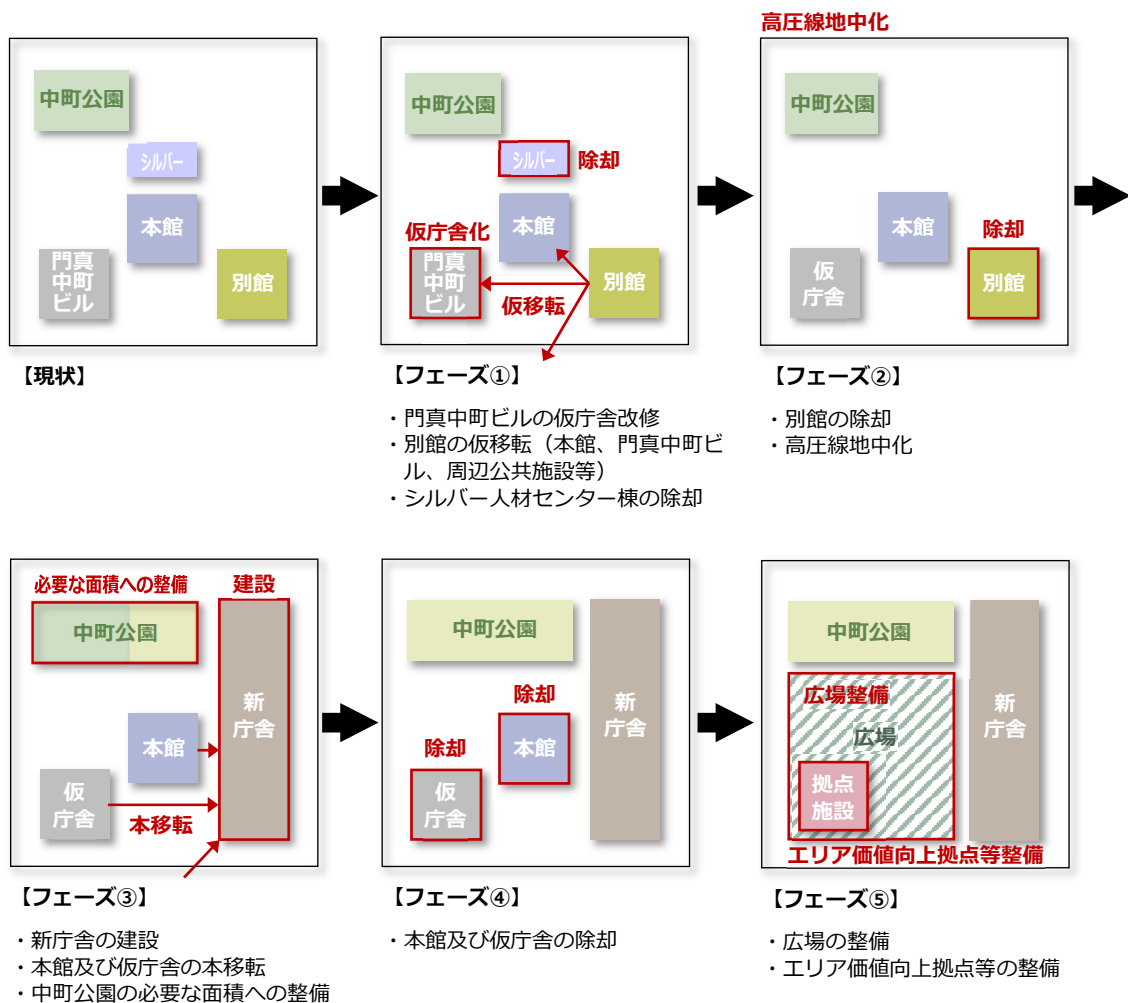 中町公園
シルバー
本館
門真
中町
ビル
別館
【現状】
中町公園
シルバー
除却
本館
仮庁舎化
門真
中町
ビル
別館
仮移転
【フェーズ①】
・門真中町ビルの仮庁舎改修
・別館の仮移転（本館、門真中町ビ
ル、周辺公共施設等）
・シルバー人材センター棟の除却
高圧線地中化
中町公園
本館
除却
仮
庁舎
別館
【フェーズ②】
・別館の除却
・高圧線地中化
必要な面積への整備
建設
中町公園
新
庁舎
本館
仮
庁舎
本移転
【フェーズ③】
・新庁舎の建設
・本館及び仮庁舎の本移転
・中町公園の必要な面積への整備
中町公園
新
庁舎
除却
本館
除却
仮
庁舎
【フェーズ④】
・本館及び仮庁舎の除却
中町公園
広場整備
新
庁舎
広場
拠点
施設
エリア価値向上拠点等整備
【フェーズ⑤】
・広場の整備
・エリア価値向上拠点等の整備